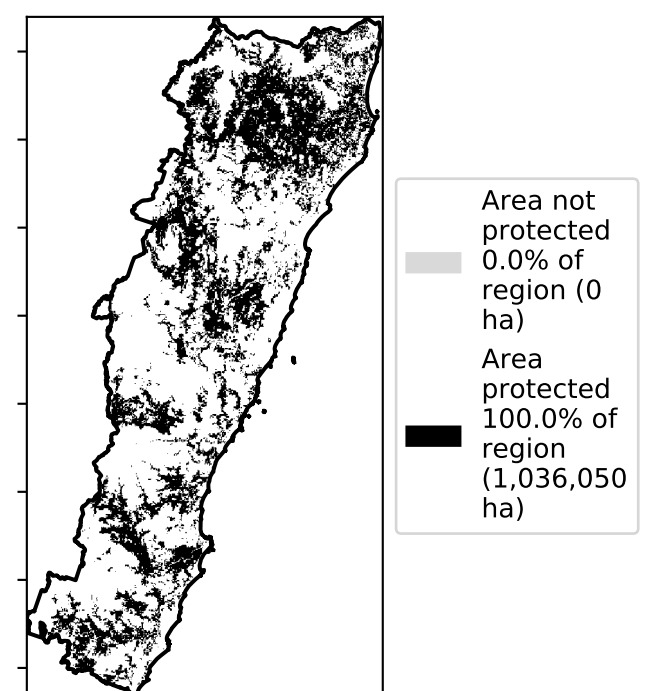 Area not
protected
0.0% of
region (0
ha)
Area
protected
100.0% of
region
(1,036,050
ha)